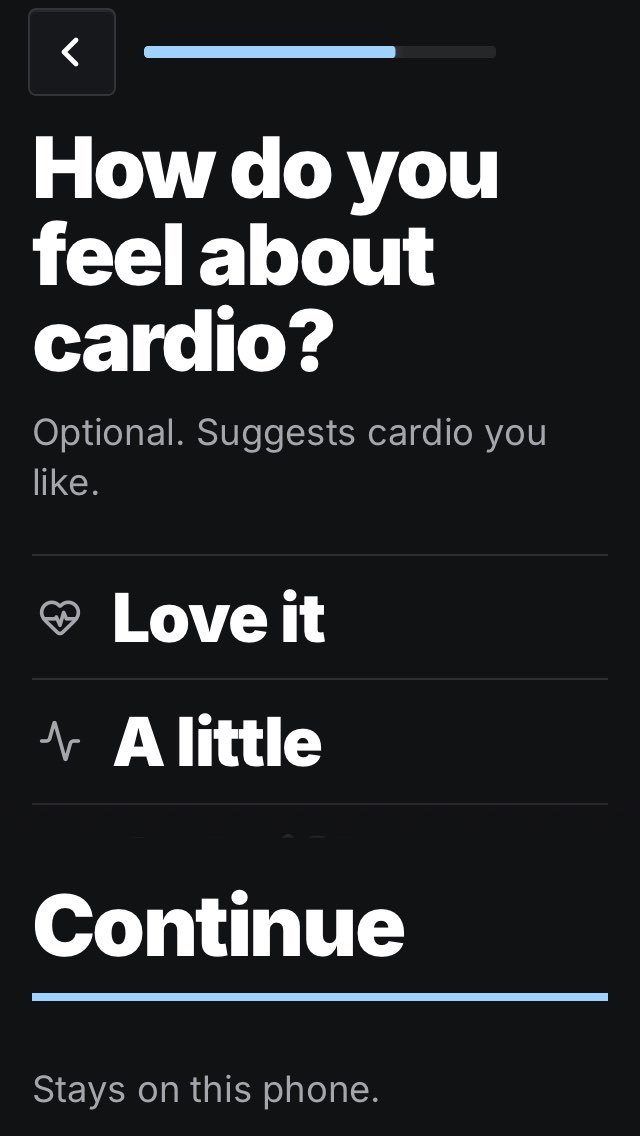 How do you
feel about
cardio?
Optional. Suggests cardio you
like.
Love it
A little
Continue
Stays on this phone.